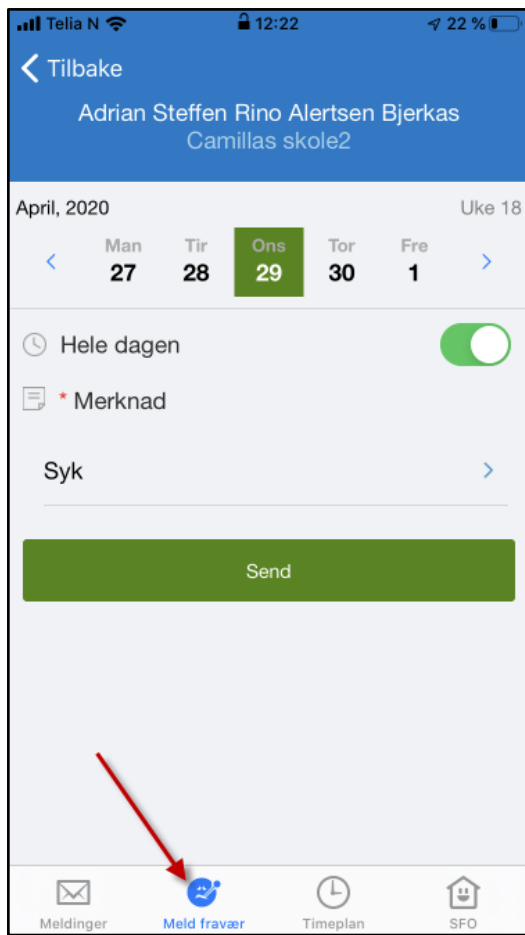 Telia N 12:22 22 %
Tilbake
Adrian Steffen Rino Alertsen Bjerkas
Camillas skole2
April, 2020 Uke 18
Man Tir Ons Tor Fre
27 28 29 30 1
Hele dagen
* Merknad
Syk
Send
Meldinger Meld fravær Timeplan SFO